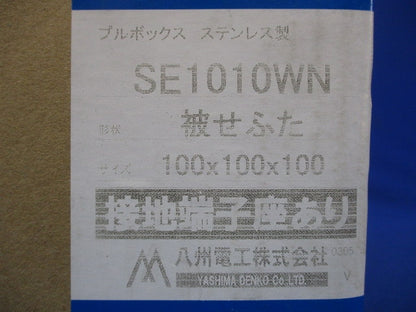 プルボックス ステンレス製
SE1010WN
形状 被せふた
サイズ 100x100x100
接地端子座あり
八州電工株式会社 0305
YASHIMA DENKO Co.,LTD. V